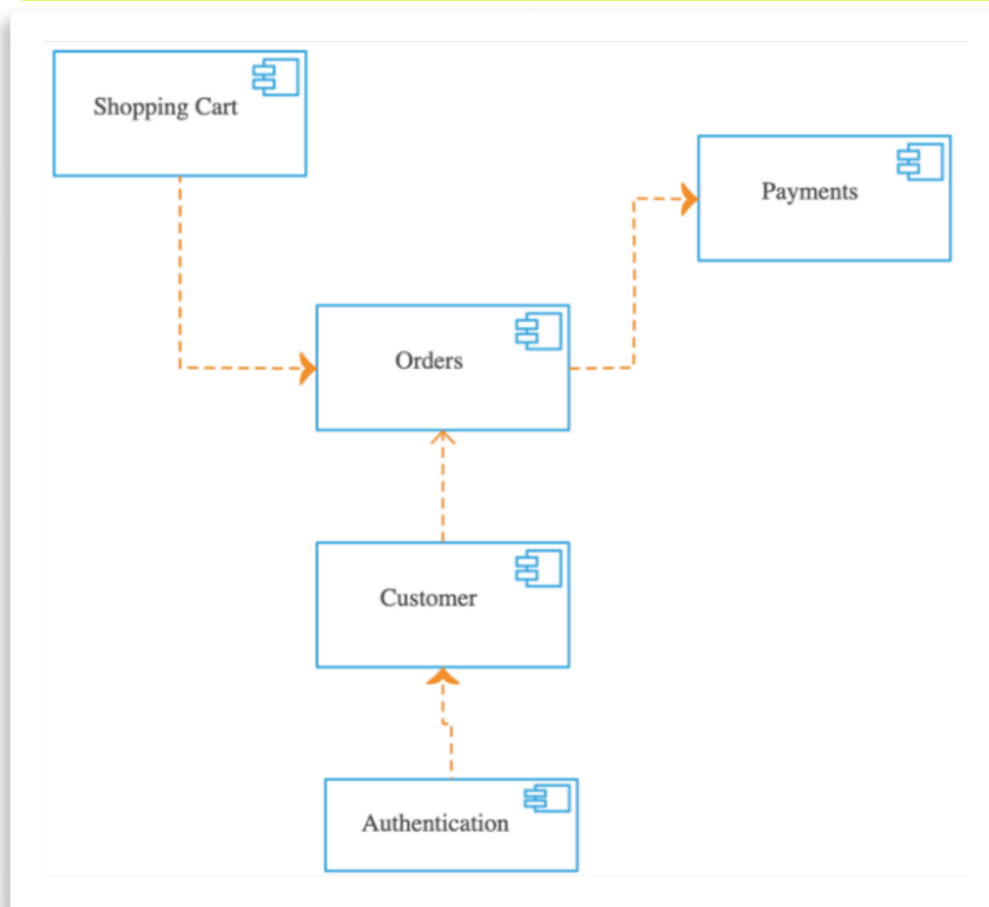 Shopping Cart
Payments
Orders
Customer
Authentication